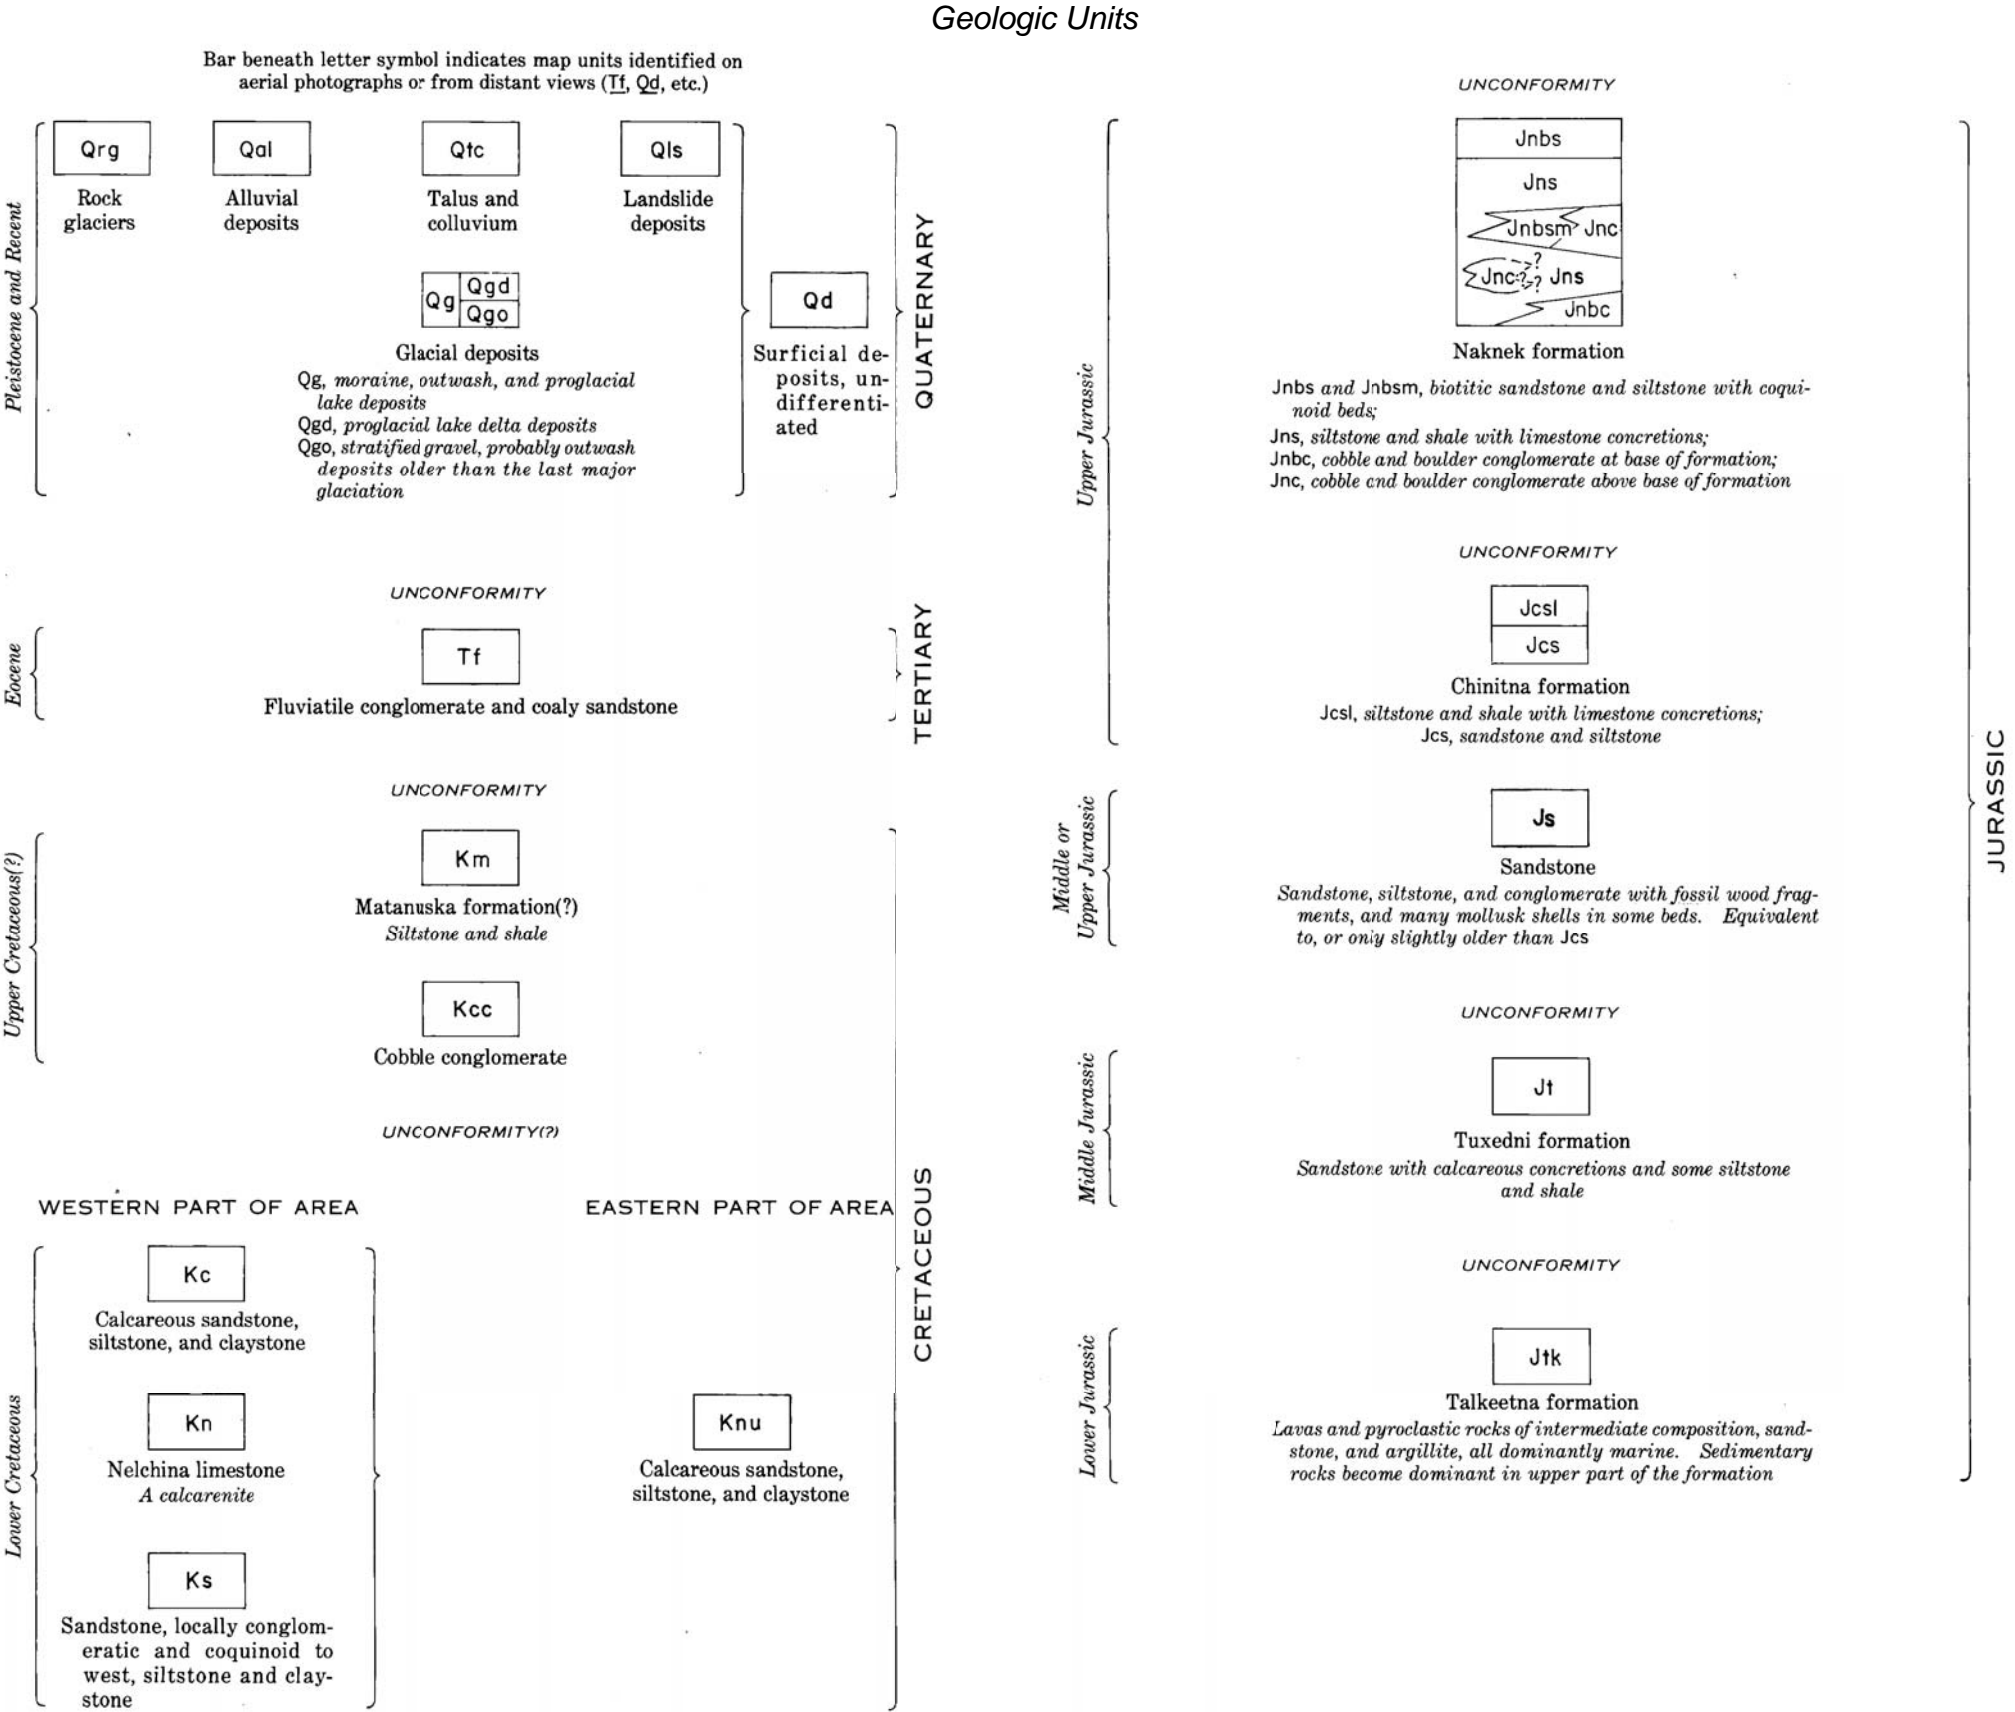 Geologic Units
Bar beneath letter symbol indicates map units identified on
aerial photographs or from distant views (Tf, Qd, etc.)
Pleistocene and Recent
Qrg
Rock
glaciers
Qal
Alluvial
deposits
Qtc
Talus and
colluvium
Qls
Landslide
deposits
Qg
Qgd
Qgo
Glacial deposits
Qg, moraine, outwash, and proglacial
lake deposits
Qgd, proglacial lake delta deposits
Qgo, stratified gravel, probably outwash
deposits older than the last major
glaciation
Qd
Surficial de-
posits, un-
differenti-
ated
QUATERNARY
UNCONFORMITY
Eocene
Tf
Fluviatile conglomerate and coaly sandstone
TERTIARY
UNCONFORMITY
Upper Cretaceous(?)
Km
Matanuska formation(?)
Siltstone and shale
Kcc
Cobble conglomerate
UNCONFORMITY(?)
WESTERN PART OF AREA
EASTERN PART OF AREA
Lower Cretaceous
Kc
Calcareous sandstone,
siltstone, and claystone
Kn
Nelchina limestone
A calcarenite
Ks
Sandstone, locally conglom-
eratic and coquinoid to
west, siltstone and clay-
stone
Knu
Calcareous sandstone,
siltstone, and claystone
CRETACEOUS
UNCONFORMITY
Upper Jurassic
Jnbs
Jns
Jnbsm Jnc
?
Jnc ? ? Jns
Jnbc
Naknek formation
Jnbs and Jnbsm, biotitic sandstone and siltstone with coqui-
noid beds;
Jns, siltstone and shale with limestone concretions;
Jnbc, cobble and boulder conglomerate at base of formation;
Jnc, cobble and boulder conglomerate above base of formation
UNCONFORMITY
Jcsl
Jcs
Chinitna formation
Jcsl, siltstone and shale with limestone concretions;
Jcs, sandstone and siltstone
Middle or
Upper Jurassic
Js
Sandstone
Sandstone, siltstone, and conglomerate with fossil wood frag-
ments, and many mollusk shells in some beds. Equivalent
to, or only slightly older than Jcs
UNCONFORMITY
Middle Jurassic
Jt
Tuxedni formation
Sandstone with calcareous concretions and some siltstone
and shale
UNCONFORMITY
Lower Jurassic
Jtk
Talkeetna formation
Lavas and pyroclastic rocks of intermediate composition, sand-
stone, and argillite, all dominantly marine. Sedimentary
rocks become dominant in upper part of the formation
JURASSIC